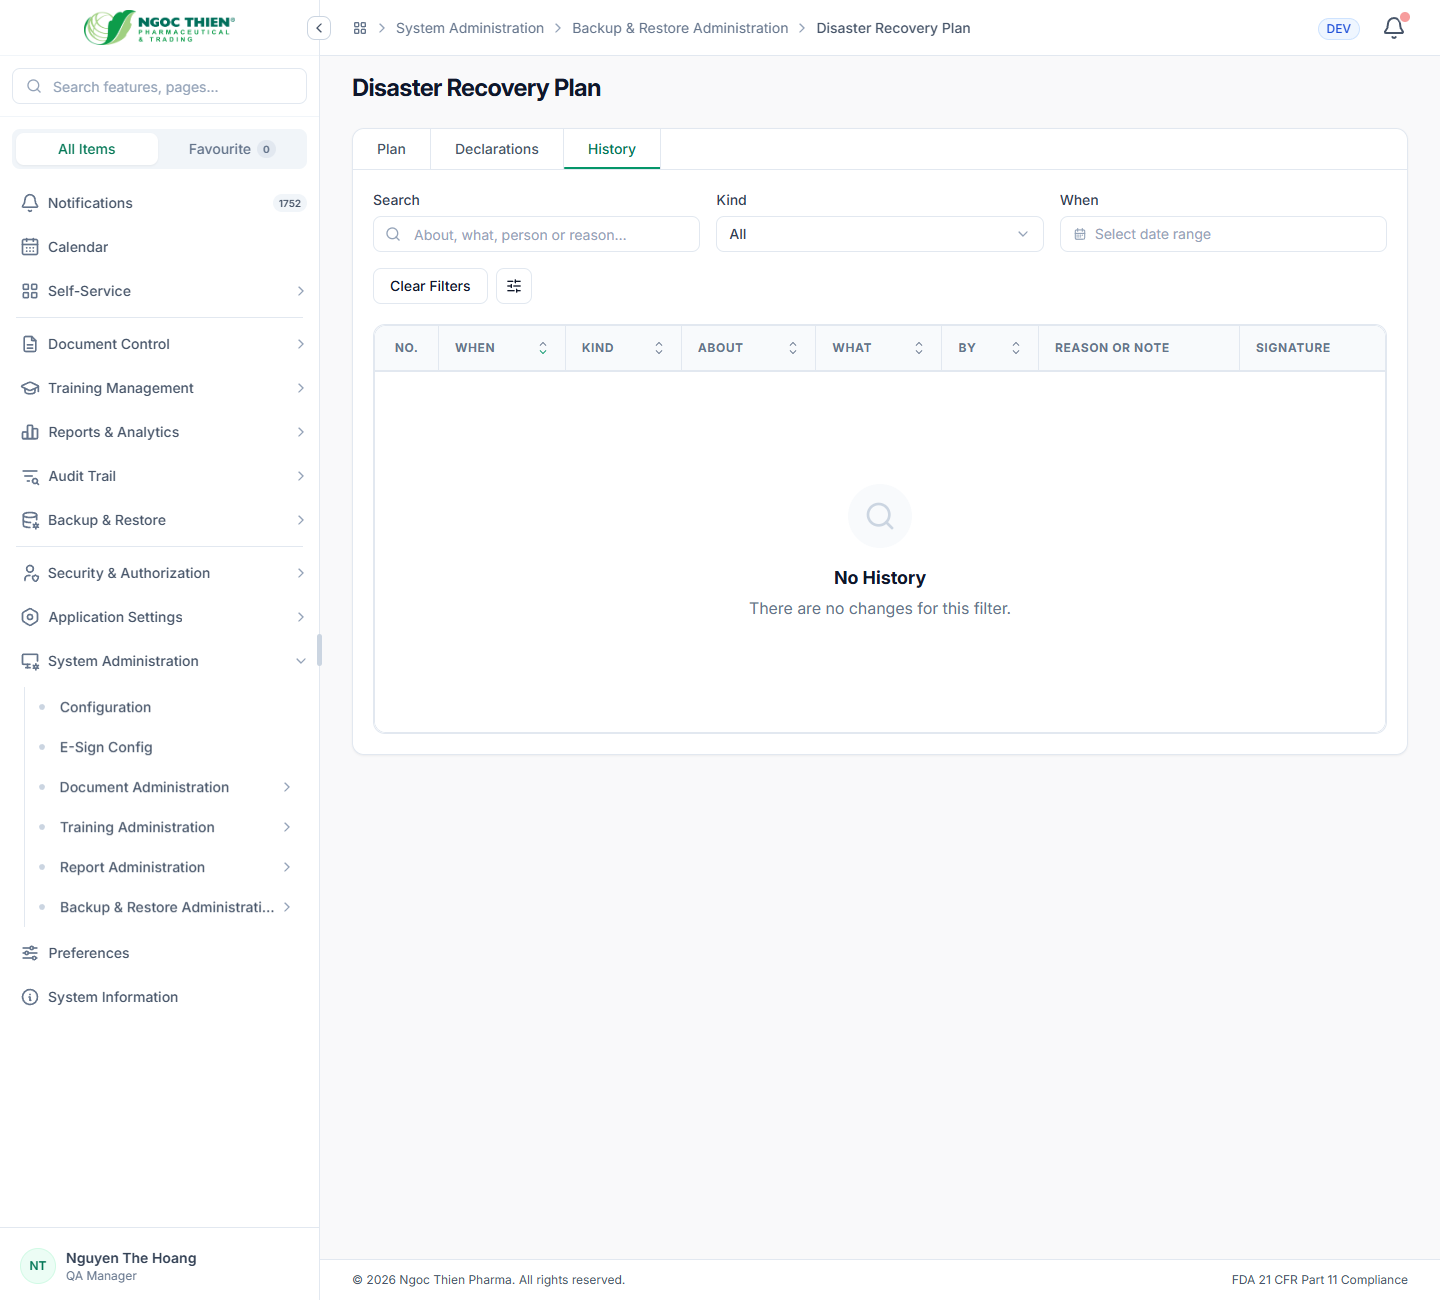 NGOC THIEN®
PHARMACEUTICAL
& TRADING
System Administration
Backup & Restore Administration
Disaster Recovery Plan
DEV
Search features, pages...
All Items
Favourite 0
Notifications 1752
Calendar
Self-Service
Document Control
Training Management
Reports & Analytics
Audit Trail
Backup & Restore
Security & Authorization
Application Settings
System Administration
Configuration
E-Sign Config
Document Administration
Training Administration
Report Administration
Backup & Restore Administrati...
Preferences
System Information
NT
Nguyen The Hoang
QA Manager
Disaster Recovery Plan
Plan
Declarations
History
Search
Kind
When
About, what, person or reason...
All
Select date range
Clear Filters
NO. WHEN KIND ABOUT WHAT BY REASON OR NOTE SIGNATURE
No History
There are no changes for this filter.
© 2026 Ngoc Thien Pharma. All rights reserved.
FDA 21 CFR Part 11 Compliance